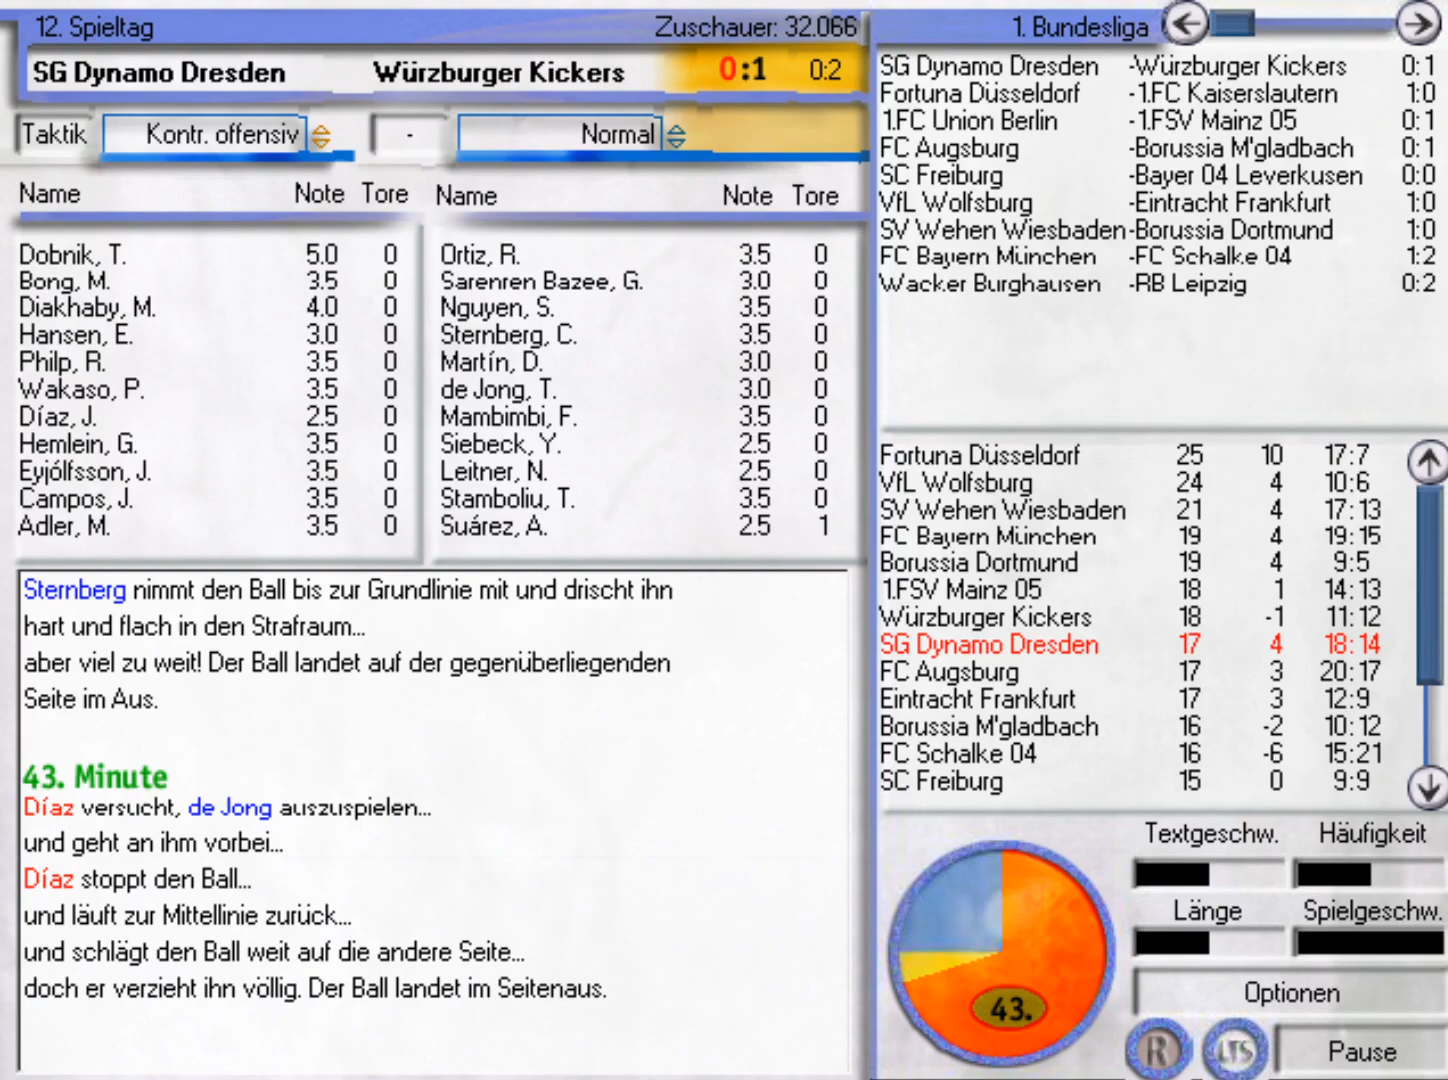 12. Spieltag Zuschauer: 32.066
SG Dynamo Dresden Würzburger Kickers 0:1 0:2
Taktik Kontr. offensiv - Normal
Name Note Tore Name Note Tore
Dobnik, T. 5.0 0 Ortiz, R. 3.5 0
Bong, M. 3.5 0 Sarenren Bazee, G. 3.0 0
Diakhaby, M. 4.0 0 Nguyen, S. 3.5 0
Hansen, E. 3.0 0 Sternberg, C. 3.5 0
Philp, R. 3.5 0 Martín, D. 3.0 0
Wakaso, P. 3.5 0 de Jong, T. 3.0 0
Díaz, J. 2.5 0 Mambimbi, F. 3.5 0
Hemlein, G. 3.5 0 Siebeck, Y. 2.5 0
Eyjólfsson, J. 3.5 0 Leitner, N. 2.5 0
Campos, J. 3.5 0 Stamboliu, T. 3.5 0
Adler, M. 3.5 0 Suárez, A. 2.5 1
Sternberg nimmt den Ball bis zur Grundlinie mit und drischt ihn
hart und flach in den Strafraum...
aber viel zu weit! Der Ball landet auf der gegenüberliegenden
Seite im Aus.
43. Minute
Díaz versucht, de Jong auszuspielen...
und geht an ihm vorbei...
Díaz stoppt den Ball...
und läuft zur Mittellinie zurück...
und schlägt den Ball weit auf die andere Seite...
doch er verzieht ihn völlig. Der Ball landet im Seitenaus.
1. Bundesliga
SG Dynamo Dresden -Würzburger Kickers 0:1
Fortuna Düsseldorf -1.FC Kaiserslautern 1:0
1.FC Union Berlin -1.FSV Mainz 05 0:1
FC Augsburg -Borussia M'gladbach 0:1
SC Freiburg -Bayer 04 Leverkusen 0:0
VfL Wolfsburg -Eintracht Frankfurt 1:0
SV Wehen Wiesbaden -Borussia Dortmund 1:0
FC Bayern München -FC Schalke 04 1:2
Wacker Burghausen -RB Leipzig 0:2
Fortuna Düsseldorf 25 10 17:7
VfL Wolfsburg 24 4 10:6
SV Wehen Wiesbaden 21 4 17:13
FC Bayern München 19 4 19:15
Borussia Dortmund 19 4 9:5
1.FSV Mainz 05 18 1 14:13
Würzburger Kickers 18 -1 11:12
SG Dynamo Dresden 17 4 18:14
FC Augsburg 17 3 20:17
Eintracht Frankfurt 17 3 12:9
Borussia M'gladbach 16 -2 10:12
FC Schalke 04 16 -6 15:21
SC Freiburg 15 0 9:9
Textgeschw. Häufigkeit
Länge Spielgeschw.
43.
Optionen
R LTS Pause